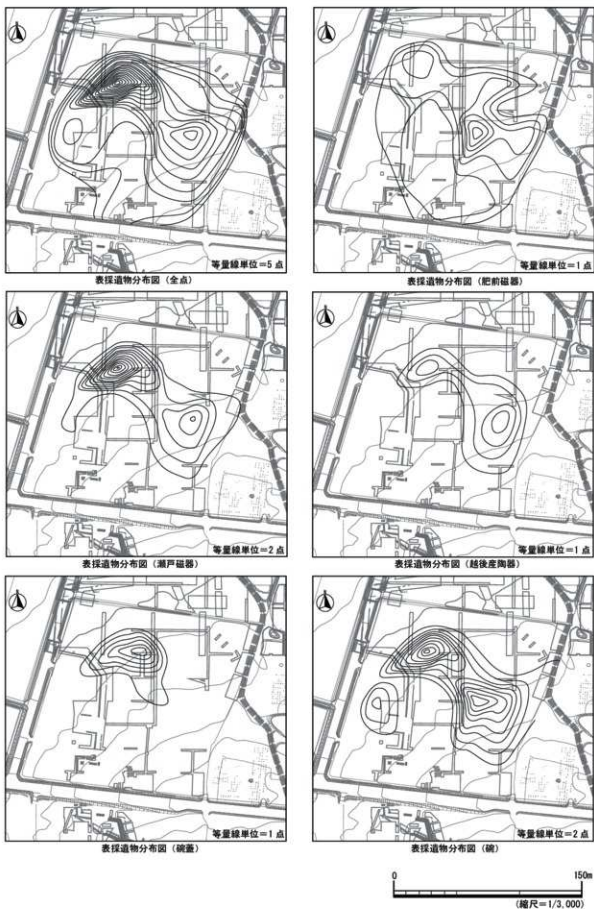 等量線単位=5点
表採遺物分布図(全点)
等量線単位=1点
表採遺物分布図(肥前磁器)
等量線単位=2点
表採遺物分布図(瀬戸磁器)
等量線単位=1点
表採遺物分布図(越後産陶器)
等量線単位=1点
表採遺物分布図(碗蓋)
等量線単位=2点
表採遺物分布図(碗)
0 150m
(縮尺=1/3,000)